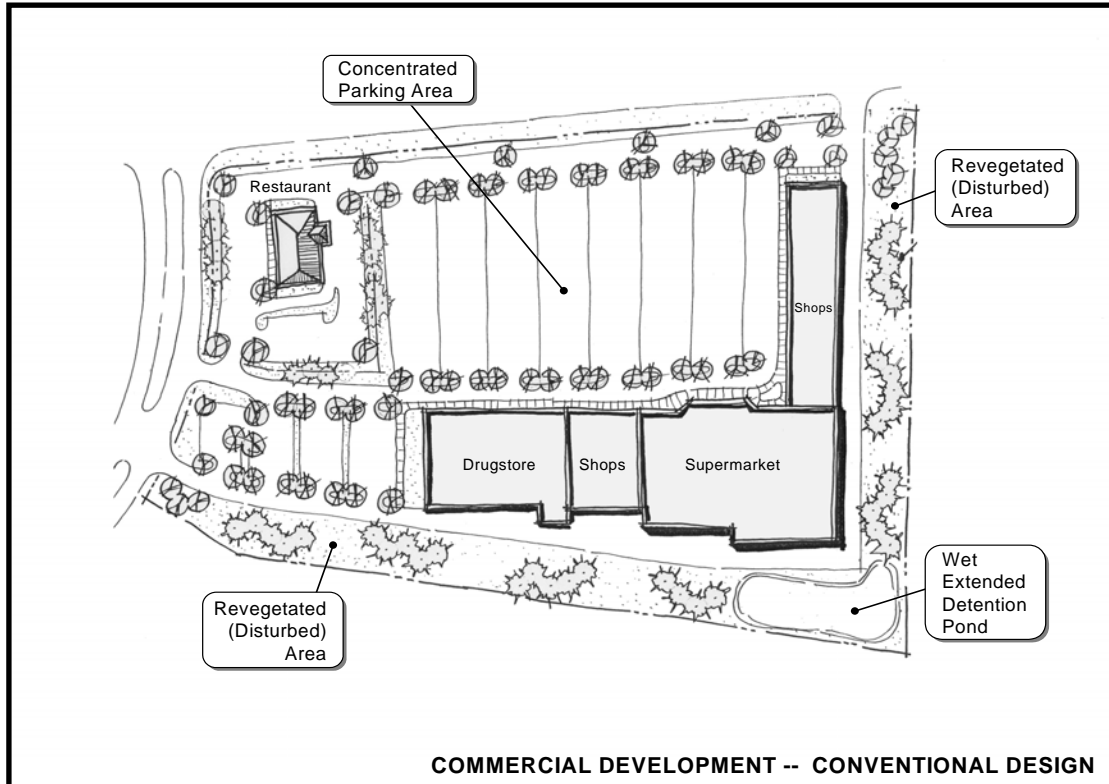 Concentrated
Parking Area
Restaurant
Revegetated
(Disturbed)
Area
Shops
Drugstore
Shops
Supermarket
Wet
Extended
Detention
Pond
Revegetated
(Disturbed)
Area
COMMERCIAL DEVELOPMENT -- CONVENTIONAL DESIGN